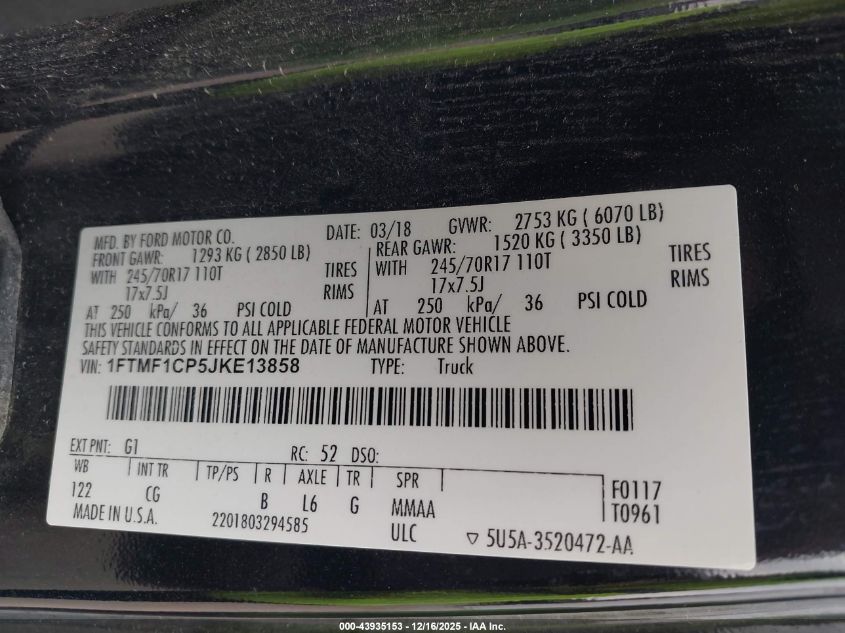 MFD. BY FORD MOTOR CO. DATE: 03/18 GVWR: 2753 KG ( 6070 LB)
FRONT GAWR: 1293 KG ( 2850 LB) REAR GAWR: 1520 KG ( 3350 LB)
WITH 245/70R17 110T TIRES WITH 245/70R17 110T TIRES
17x7.5J RIMS 17x7.5J RIMS
AT 250 kPa/ 36 PSI COLD AT 250 kPa/ 36 PSI COLD
THIS VEHICLE CONFORMS TO ALL APPLICABLE FEDERAL MOTOR VEHICLE
SAFETY STANDARDS IN EFFECT ON THE DATE OF MANUFACTURE SHOWN ABOVE.
VIN: 1FTMF1CP5JKE13858 TYPE: Truck
EXT PNT: G1 RC: 52 DSO:
WB INT TR TP/PS R AXLE TR SPR
122 CG B L6 G MMAA F0117
MADE IN U.S.A. 2201803294585 ULC T0961
▽ 5U5A-3520472-AA
000-43935153 - 12/16/2025 - IAA Inc.